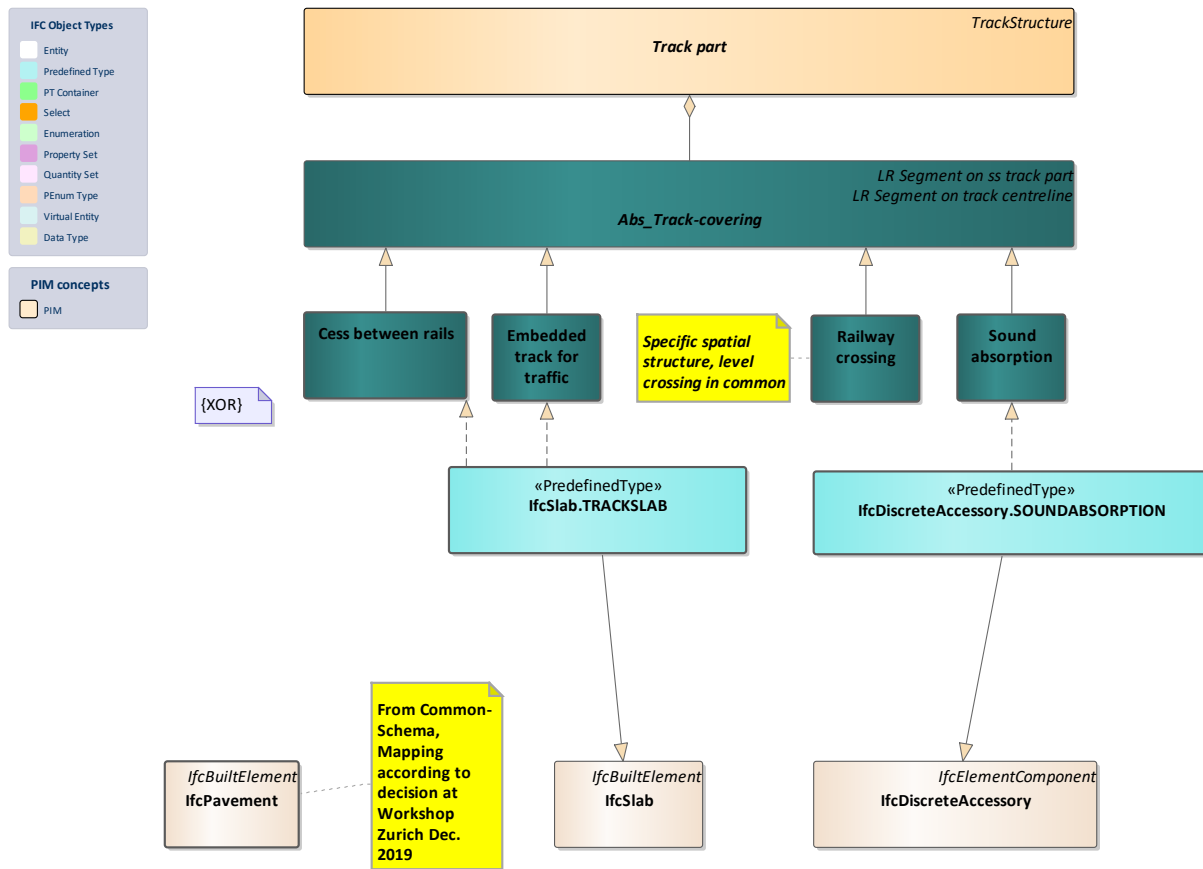 IFC Object Types
Entity
Predefined Type
PT Container
Select
Enumeration
Property Set
Quantity Set
PEnum Type
Virtual Entity
Data Type
PIM concepts
PIM
TrackStructure
Track part
LR Segment on ss track part
LR Segment on track centreline
Abs_Track-covering
Cess between rails
Embedded
track for
traffic
Specific spatial
structure, level
crossing in common
Railway
crossing
Sound
absorption
{XOR}
«PredefinedType»
IfcSlab.TRACKSLAB
«PredefinedType»
IfcDiscreteAccessory.SOUNDABSORPTION
IfcBuiltElement
IfcPavement
From Common-
Schema,
Mapping
according to
decision at
Workshop
Zurich Dec.
2019
IfcBuiltElement
IfcSlab
IfcElementComponent
IfcDiscreteAccessory